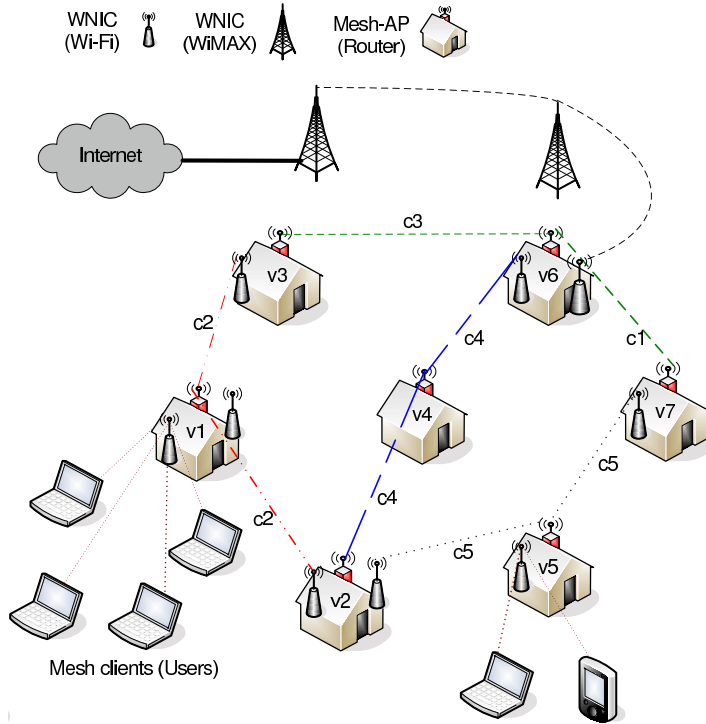 WNIC
(Wi-Fi)
WNIC
(WiMAX)
Mesh-AP
(Router)
Internet
c3
v3
v6
c2
c4
c1
v1
v4
v7
c5
c4
c2
c5
v2
v5
Mesh clients (Users)